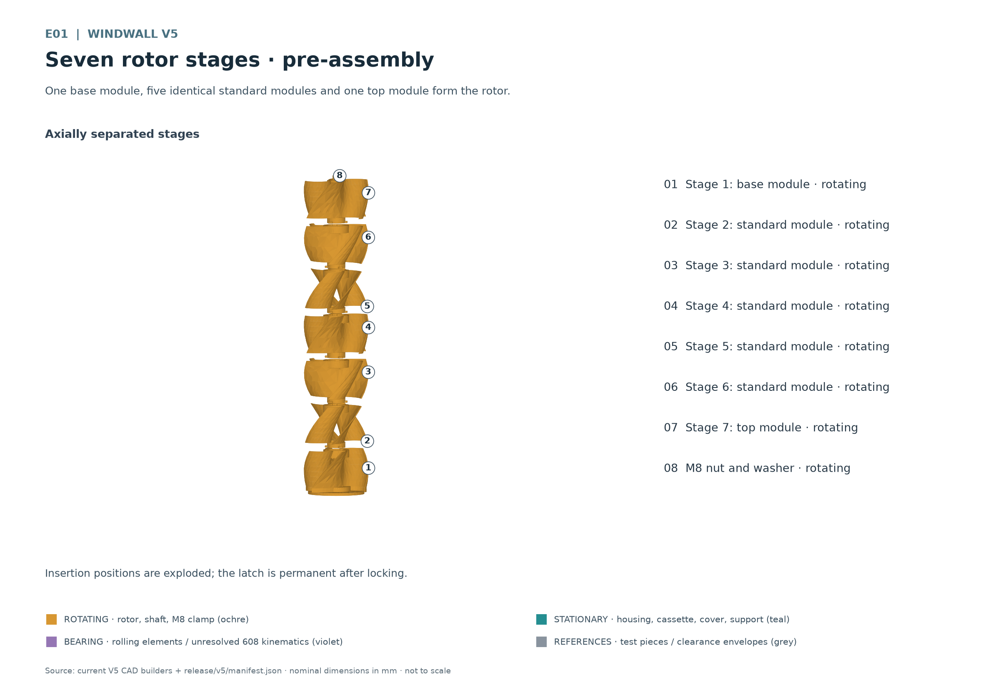 E01 | WINDWALL V5
Seven rotor stages · pre-assembly
One base module, five identical standard modules and one top module form the rotor.
Axially separated stages
8
7
6
5
4
3
2
1
01 Stage 1: base module · rotating
02 Stage 2: standard module · rotating
03 Stage 3: standard module · rotating
04 Stage 4: standard module · rotating
05 Stage 5: standard module · rotating
06 Stage 6: standard module · rotating
07 Stage 7: top module · rotating
08 M8 nut and washer · rotating
Insertion positions are exploded; the latch is permanent after locking.
ROTATING · rotor, shaft, M8 clamp (ochre)
STATIONARY · housing, cassette, cover, support (teal)
BEARING · rolling elements / unresolved 608 kinematics (violet)
REFERENCES · test pieces / clearance envelopes (grey)
Source: current V5 CAD builders + release/v5/manifest.json · nominal dimensions in mm · not to scale